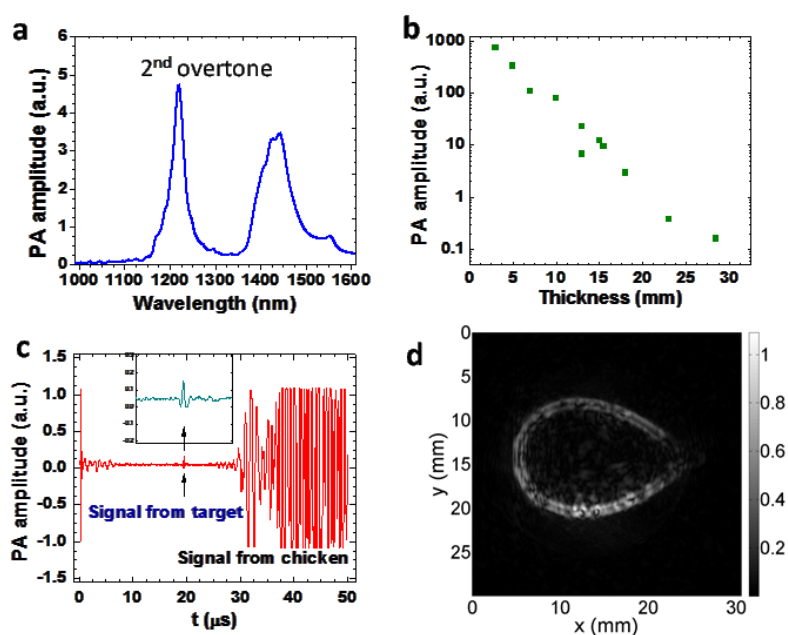 a
6
5
4
3
2
1
0
PA amplitude (a.u.)
2nd overtone
1000 1200 1300 1400 1500 1600
Wavelength (nm)
b
1000
100
10
1
0.1
PA amplitude (a.u.)
0 5 10 15 20 25 30
Thickness (mm)
c
1.5
1.0
0.5
0.0
-0.5
-1.0
-1.5
PA amplitude (a.u.)
Signal from target
Signal from chicken
0 10 20 30 40 50
t (μs)
d
0
5
10
15
20
25
y (mm)
0 10 20 30
x (mm)
1
0.8
0.6
0.4
0.2